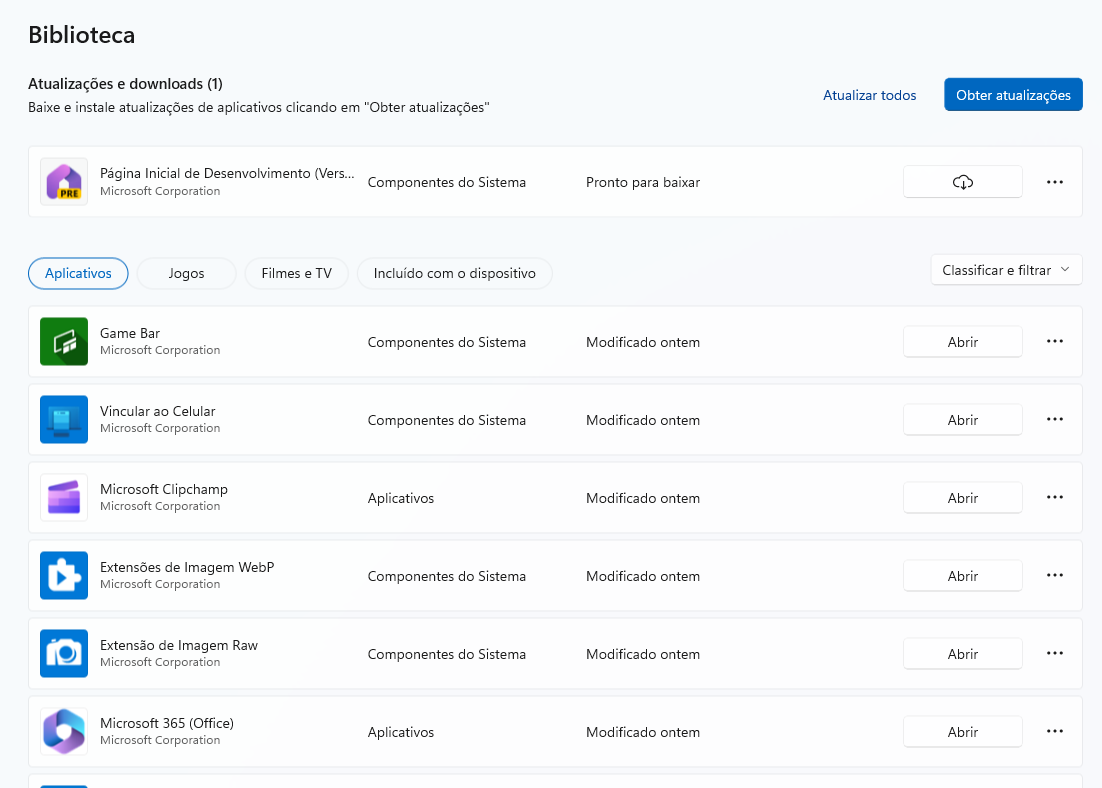 Biblioteca
Atualizações e downloads (1)
Baixe e instale atualizações de aplicativos clicando em "Obter atualizações"
Atualizar todos
Obter atualizações
PRE
Página Inicial de Desenvolvimento (Vers...
Microsoft Corporation
Componentes do Sistema
Pronto para baixar
Aplicativos
Jogos
Filmes e TV
Incluído com o dispositivo
Classificar e filtrar
Game Bar
Microsoft Corporation
Componentes do Sistema
Modificado ontem
Abrir
Vincular ao Celular
Microsoft Corporation
Componentes do Sistema
Modificado ontem
Abrir
Microsoft Clipchamp
Microsoft Corporation
Aplicativos
Modificado ontem
Abrir
Extensões de Imagem WebP
Microsoft Corporation
Componentes do Sistema
Modificado ontem
Abrir
Extensão de Imagem Raw
Microsoft Corporation
Componentes do Sistema
Modificado ontem
Abrir
Microsoft 365 (Office)
Microsoft Corporation
Aplicativos
Modificado ontem
Abrir